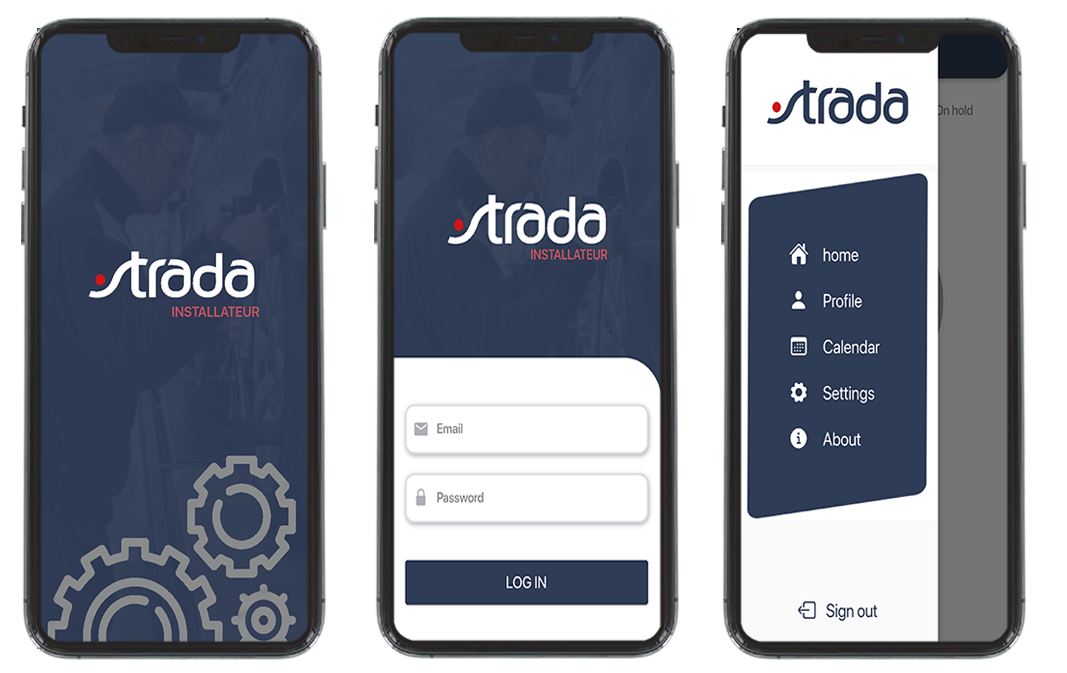 strada
INSTALLATEUR
strada
INSTALLATEUR
Email
Password
LOG IN
strada
On hold
home
Profile
Calendar
Settings
About
Sign out